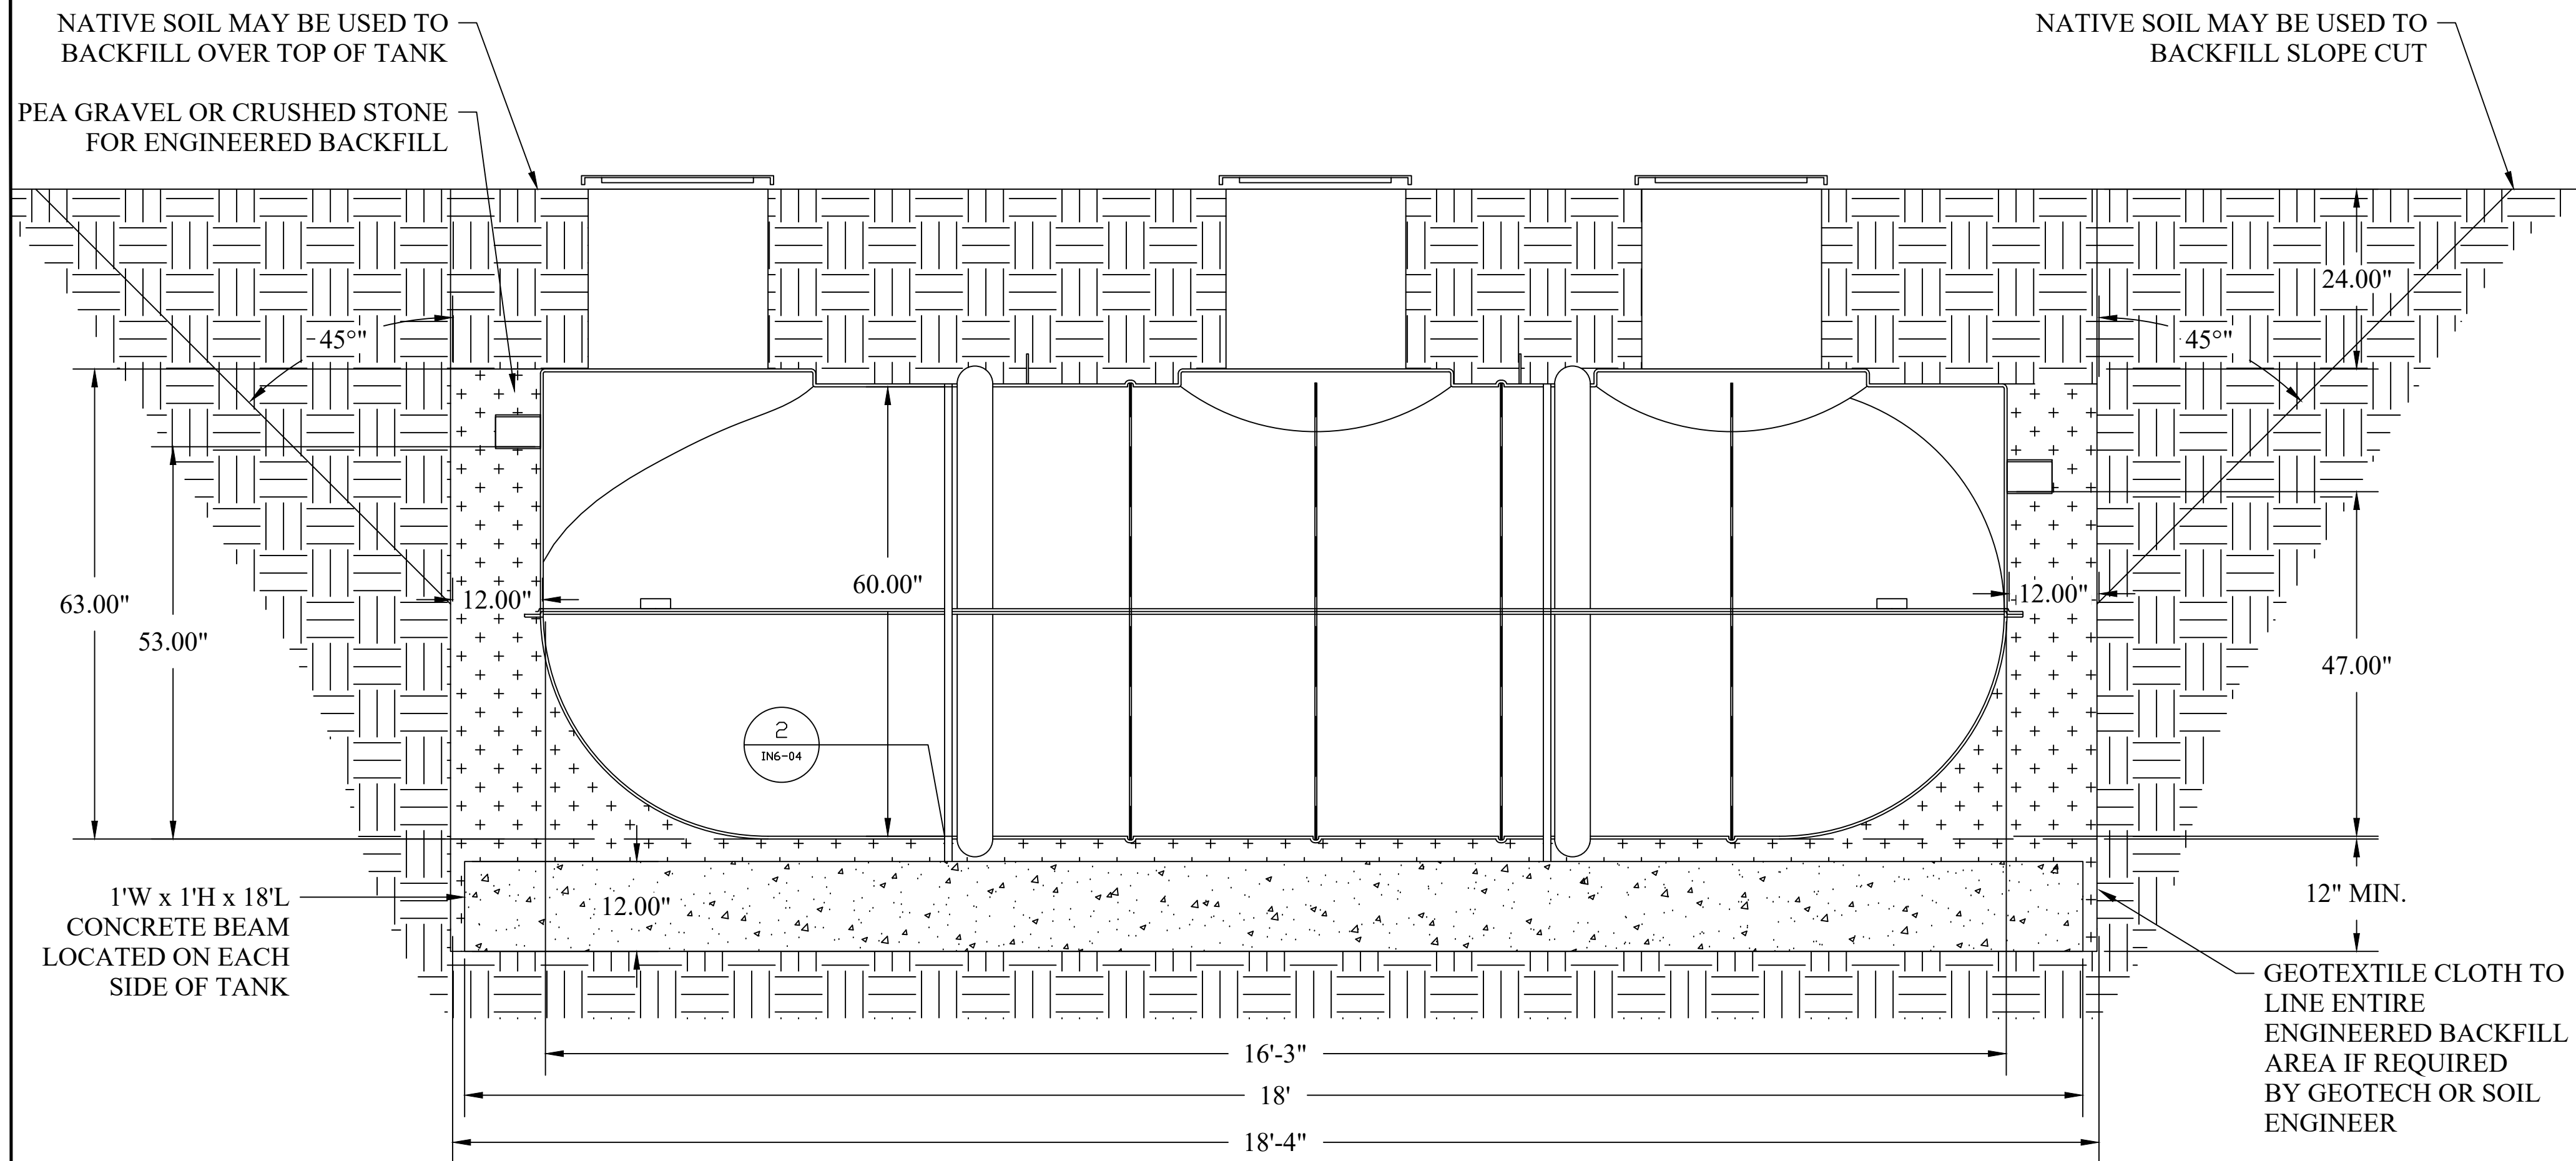 NATIVE SOIL MAY BE USED TO
BACKFILL OVER TOP OF TANK
NATIVE SOIL MAY BE USED TO
BACKFILL SLOPE CUT
PEA GRAVEL OR CRUSHED STONE
FOR ENGINEERED BACKFILL
24.00"
45°"
45°"
60.00"
12.00"
12.00"
63.00"
53.00"
47.00"
2
IN6-04
1'W x 1'H x 18'L
CONCRETE BEAM
LOCATED ON EACH
SIDE OF TANK
12.00"
12" MIN.
GEOTEXTILE CLOTH TO
LINE ENTIRE
ENGINEERED BACKFILL
AREA IF REQUIRED
BY GEOTECH OR SOIL
ENGINEER
16'-3"
18'
18'-4"